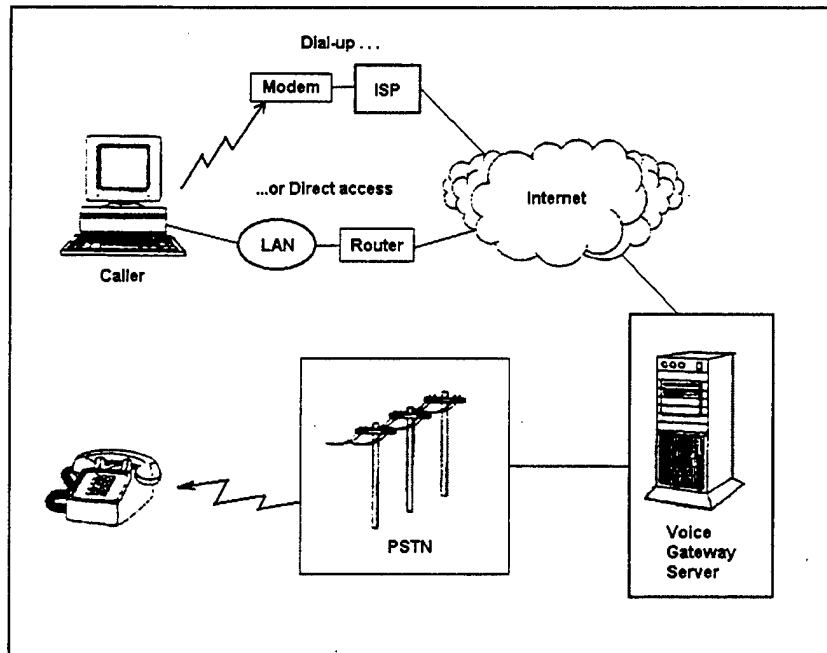 Dial-up . . .
Modem
ISP
...or Direct access
Internet
LAN
Router
Caller
PSTN
Voice
Gateway
Server